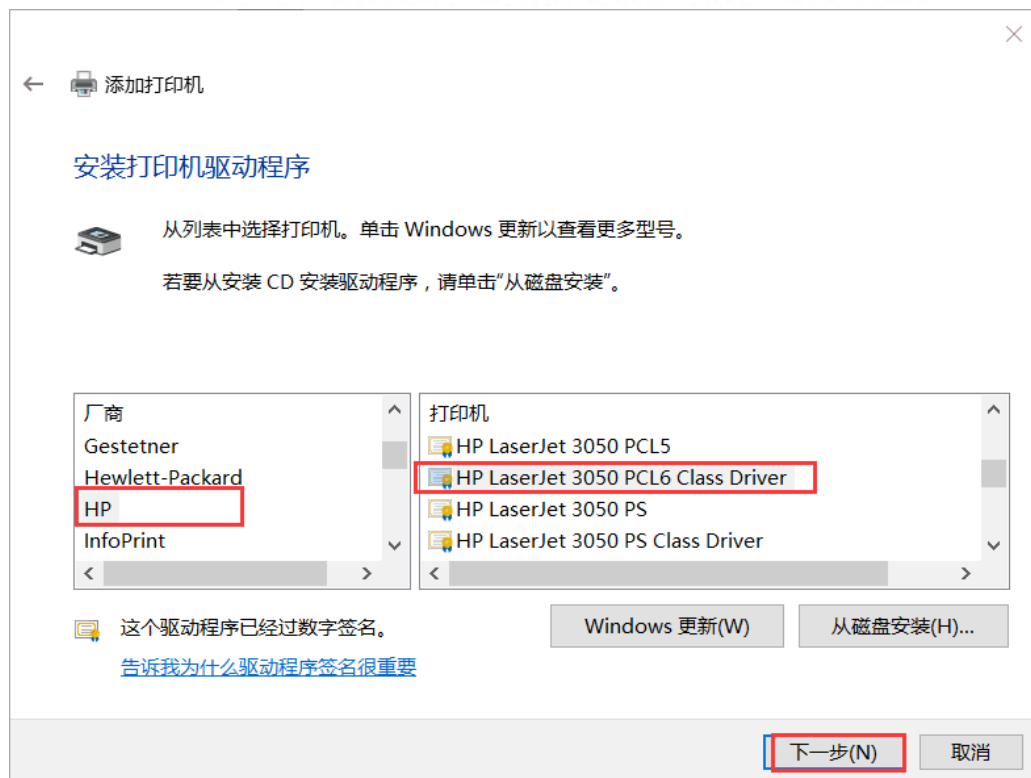 添加打印机
安装打印机驱动程序
从列表中选择打印机。单击 Windows 更新以查看更多型号。
若要从安装 CD 安装驱动程序，请单击“从磁盘安装”。
厂商
Gestetner
Hewlett-Packard
HP
InfoPrint
打印机
HP LaserJet 3050 PCL5
HP LaserJet 3050 PCL6 Class Driver
HP LaserJet 3050 PS
HP LaserJet 3050 PS Class Driver
这个驱动程序已经过数字签名。
告诉我为什么驱动程序签名很重要
Windows 更新(W)
从磁盘安装(H)...
下一步(N)
取消